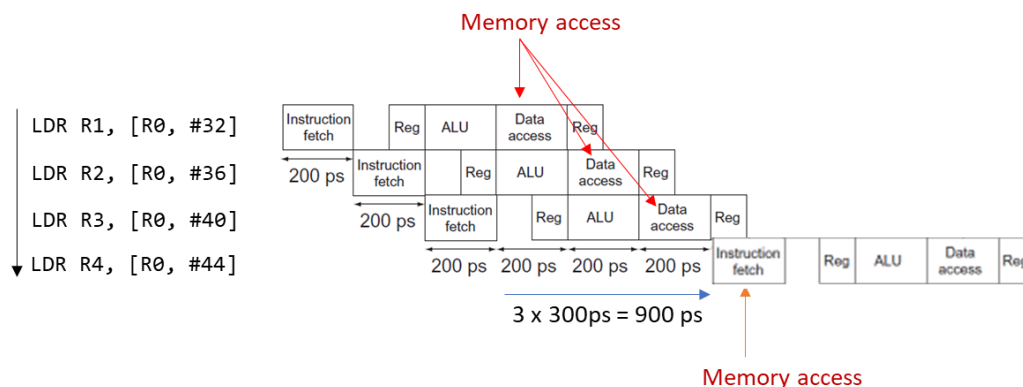 Memory access
LDR R1, [R0, #32]
Instruction
fetch
Reg
ALU
Data
access
Reg
LDR R2, [R0, #36]
200 ps
Instruction
fetch
Reg
ALU
Data
access
Reg
LDR R3, [R0, #40]
200 ps
Instruction
fetch
Reg
ALU
Data
access
Reg
LDR R4, [R0, #44]
200 ps
200 ps
200 ps
200 ps
Instruction
fetch
Reg
ALU
Data
access
Reg
3 x 300ps = 900 ps
Memory access